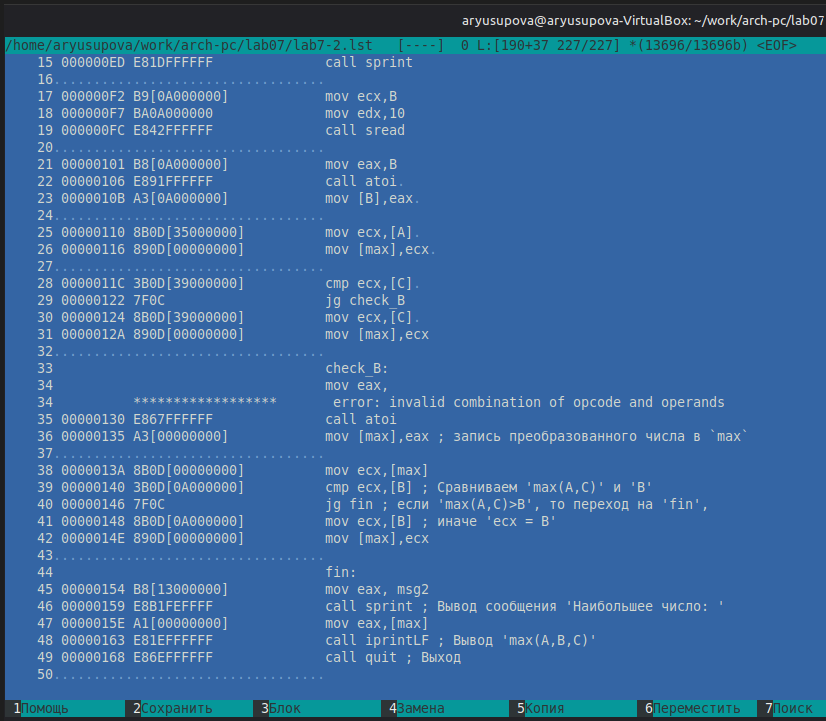 aryusupova@aryusupova-VirtualBox: ~/work/arch-pc/lab07
/home/aryusupova/work/arch-pc/lab07/lab7-2.lst   [----]  0 L:[190+37 227/227] *(13696/13696b) <EOF>
15 000000ED E81DFFFFFF              call sprint
16..................................
17 000000F2 B9[0A000000]            mov ecx,B
18 000000F7 BA0A000000              mov edx,10
19 000000FC E842FFFFFF              call sread
20..................................
21 00000101 B8[0A000000]            mov eax,B
22 00000106 E891FFFFFF              call atoi.
23 0000010B A3[0A000000]            mov [B],eax.
24..................................
25 00000110 8B0D[35000000]          mov ecx,[A].
26 00000116 890D[00000000]          mov [max],ecx.
27..................................
28 0000011C 3B0D[39000000]          cmp ecx,[C].
29 00000122 7F0C                    jg check_B
30 00000124 8B0D[39000000]          mov ecx,[C].
31 0000012A 890D[00000000]          mov [max],ecx
32..................................
33                                  check_B:
34                                  mov eax,
34          ******************       error: invalid combination of opcode and operands
35 00000130 E867FFFFFF              call atoi
36 00000135 A3[00000000]            mov [max],eax ; запись преобразованного числа в `max`
37..................................
38 0000013A 8B0D[00000000]          mov ecx,[max]
39 00000140 3B0D[0A000000]          cmp ecx,[B] ; Сравниваем 'max(A,C)' и 'B'
40 00000146 7F0C                    jg fin ; если 'max(A,C)>B', то переход на 'fin',
41 00000148 8B0D[0A000000]          mov ecx,[B] ; иначе 'ecx = B'
42 0000014E 890D[00000000]          mov [max],ecx
43..................................
44                                  fin:
45 00000154 B8[13000000]            mov eax, msg2
46 00000159 E8B1FEFFFF              call sprint ; Вывод сообщения 'Наибольшее число: '
47 0000015E A1[00000000]            mov eax,[max]
48 00000163 E81EFFFFFF              call iprintLF ; Вывод 'max(A,B,C)'
49 00000168 E86EFFFFFF              call quit ; Выход
50..................................
1Помощь 2Сохранить 3Блок 4Замена 5Копия 6Переместить 7Поиск